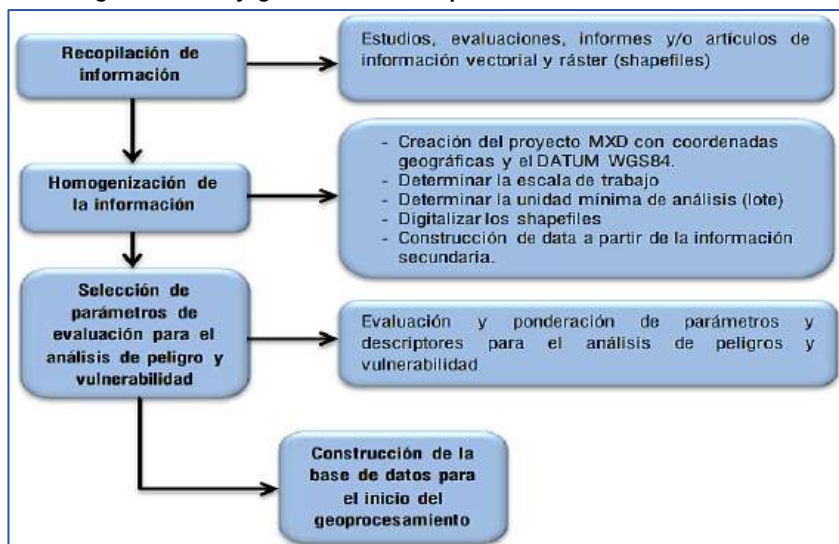 Recopilación de
información
Estudios, evaluaciones, informes y/o artículos de
información vectorial y ráster (shapefiles)
Homogenización de
la información
- Creación del proyecto MXD con coordenadas
geográficas y el DATUM WGS84.
- Determinar la escala de trabajo
- Determinar la unidad mínima de análisis (lote)
- Digitalizar los shapefiles
- Construcción de data a partir de la información
secundaria.
Selección de
parámetros de
evaluación para el
análisis de peligro y
vulnerabilidad
Evaluación y ponderación de parámetros y
descriptores para el análisis de peligros y
vulnerabilidad
Construcción de la
base de datos para
el inicio del
geoprocesamiento